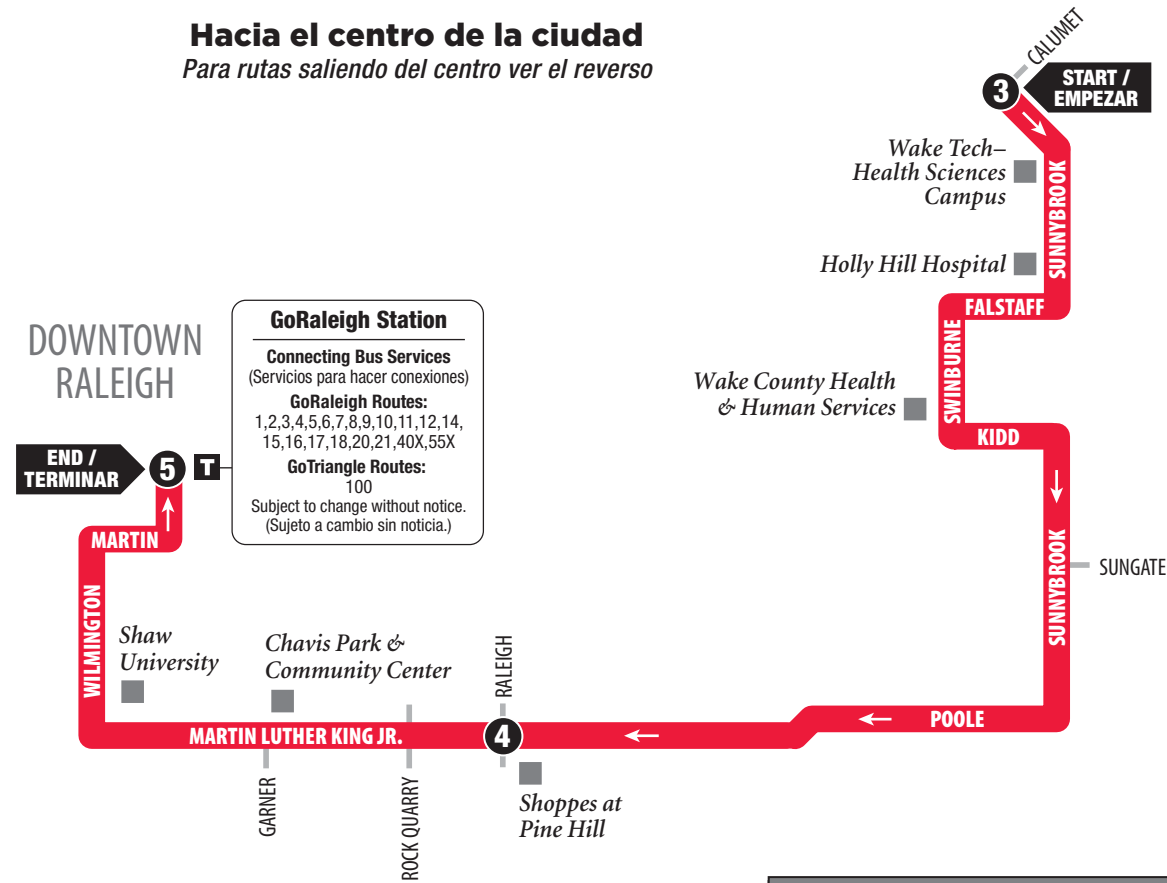 Hacia el centro de la ciudad
Para rutas saliendo del centro ver el reverso
CALUMET
3
START /
EMPEZAR
Wake Tech–
Health Sciences
Campus
SUNNYBROOK
Holly Hill Hospital
FALSTAFF
SWINBURNE
Wake County Health
& Human Services
KIDD
SUNNYBROOK
SUNGATE
POOLE
DOWNTOWN
RALEIGH
GoRaleigh Station
Connecting Bus Services
(Servicios para hacer conexiones)
GoRaleigh Routes:
1,2,3,4,5,6,7,8,9,10,11,12,14,
15,16,17,18,20,21,40X,55X
GoTriangle Routes:
100
Subject to change without notice.
(Sujeto a cambio sin noticia.)
END /
TERMINAR
5
T
MARTIN
WILMINGTON
Shaw
University
Chavis Park &
Community Center
RALEIGH
MARTIN LUTHER KING JR.
4
GARNER
ROCK QUARRY
Shoppes at
Pine Hill